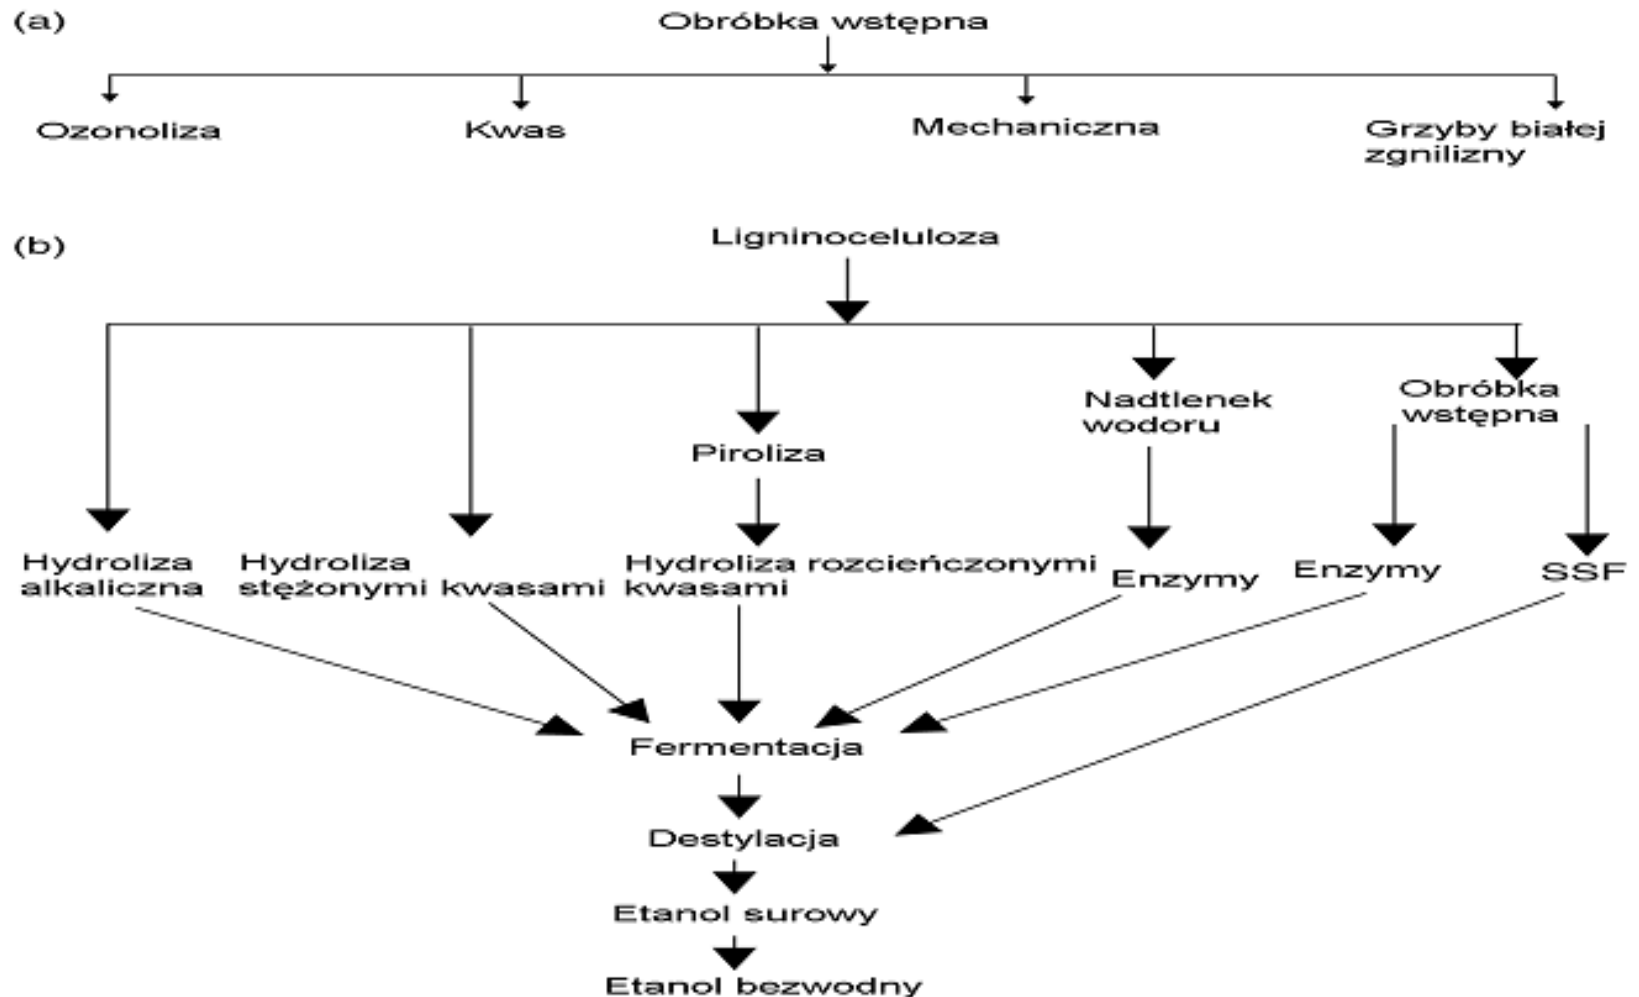 (a)
Obróbka wstępna
Ozonoliza
Kwas
Mechaniczna
Grzyby białej
zgnilizny
(b)
Ligninoceluloza
Nadtlenek
wodoru
Obróbka
wstępna
Piroliza
Hydroliza
alkaliczna
Hydroliza
stężonymi kwasami
Hydroliza rozcieńczonymi
kwasami
Enzymy
Enzymy
SSF
Fermentacja
Destylacja
Etanol surowy
Etanol bezwodny